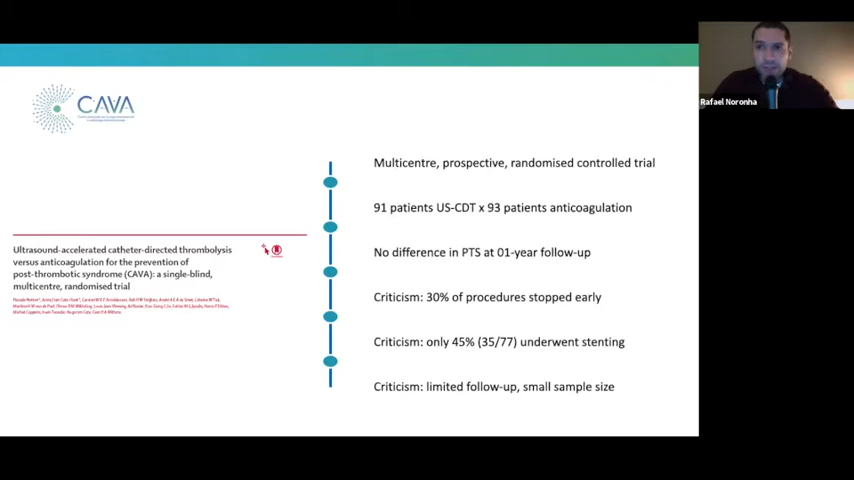 CAVA
Rafael Noronha
Multicentre, prospective, randomised controlled trial
91 patients US-CDT x 93 patients anticoagulation
No difference in PTS at 01-year follow-up
Criticism: 30% of procedures stopped early
Criticism: only 45% (35/77) underwent stenting
Criticism: limited follow-up, small sample size
Ultrasound-accelerated catheter-directed thrombolysis
versus anticoagulation for the prevention of
post-thrombotic syndrome (CAVA): a single-blind,
multicentre, randomised trial